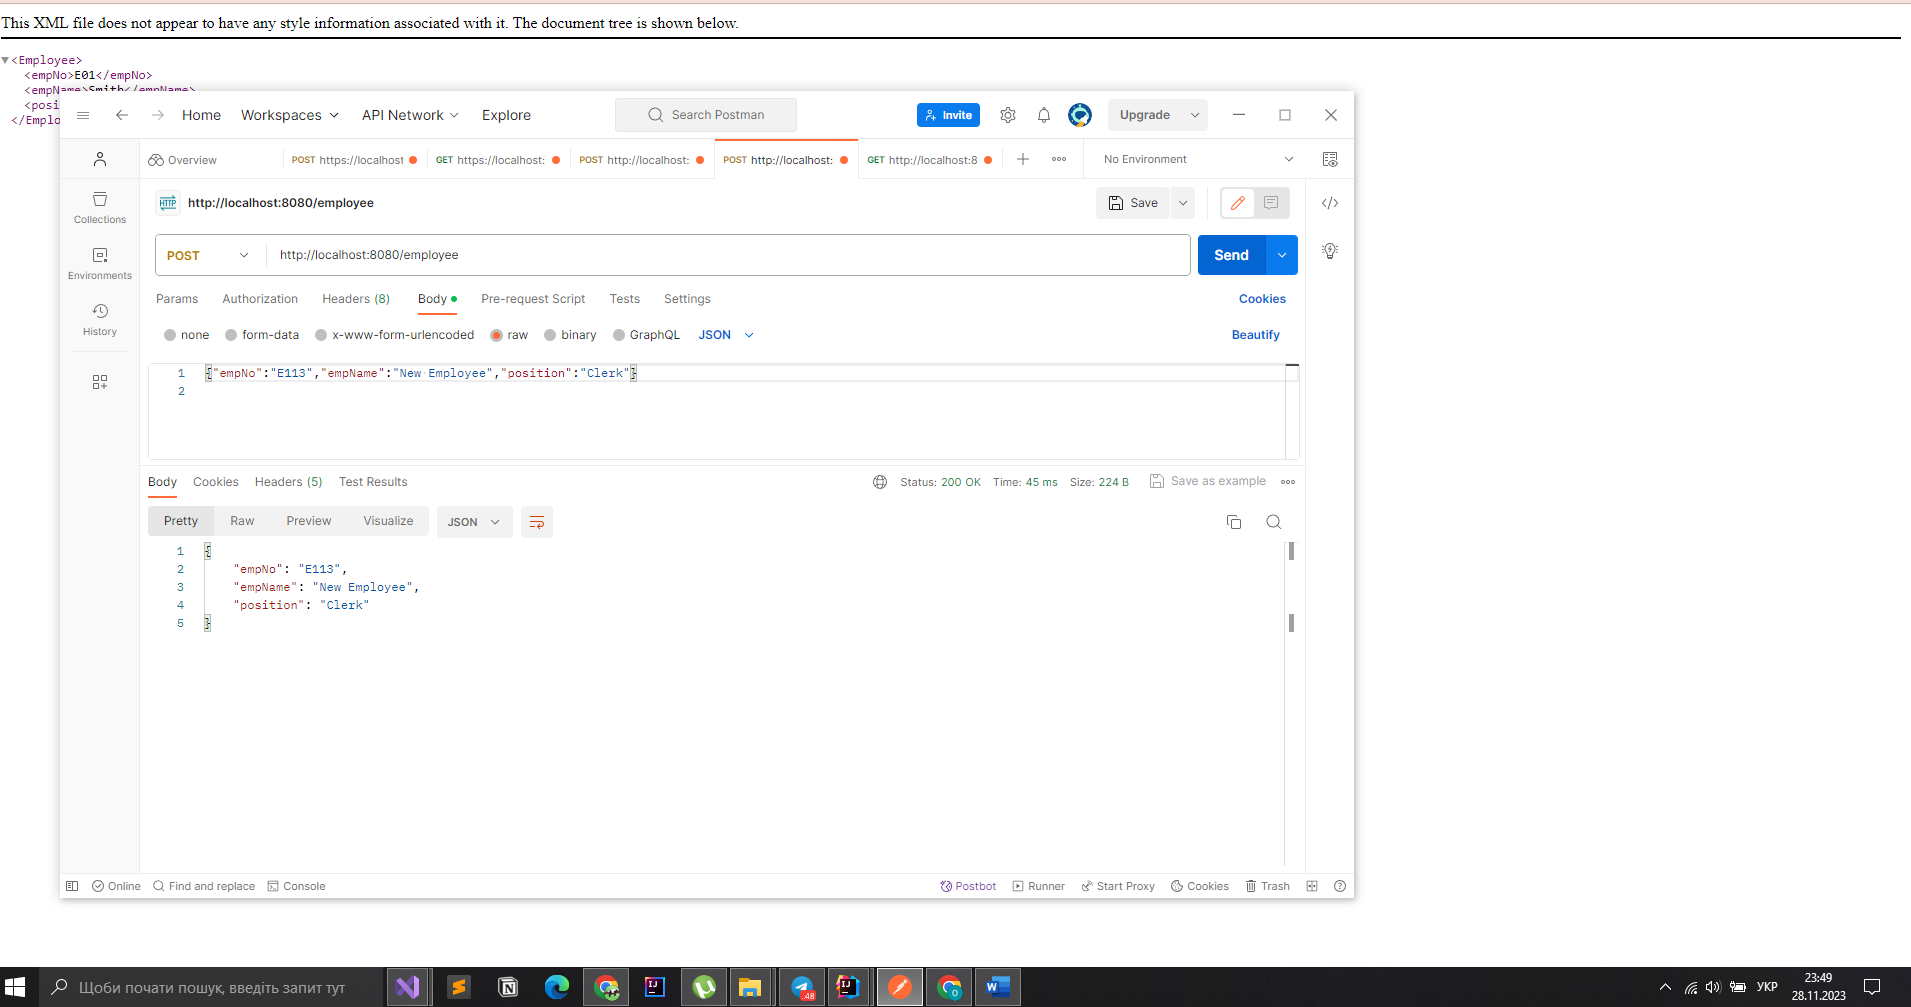 This XML file does not appear to have any style information associated with it. The document tree is shown below.
▼<Employee>
<empNo>E01</empNo>
<empName>Smith</empName>
<posi
</Emplo
Home Workspaces API Network Explore
Search Postman
Invite
Upgrade
Overview
POST https://localhost
GET https://localhost:
POST http://localhost:
POST http://localhost:
GET http://localhost:8
No Environment
Collections
Environments
History
HTTP http://localhost:8080/employee
Save
POST http://localhost:8080/employee
Send
Params Authorization Headers (8) Body Pre-request Script Tests Settings
Cookies
none form-data x-www-form-urlencoded raw binary GraphQL JSON
Beautify
1 {"empNo":"E113","empName":"New Employee","position":"Clerk"}
2
Body Cookies Headers (5) Test Results
Status: 200 OK Time: 45 ms Size: 224 B
Save as example
Pretty Raw Preview Visualize JSON
1 {
2 "empNo": "E113",
3 "empName": "New Employee",
4 "position": "Clerk"
5 }
Online Find and replace Console
Postbot Runner Start Proxy Cookies Trash
Щоби почати пошук, введіть запит тут
УКР
23:49
28.11.2023